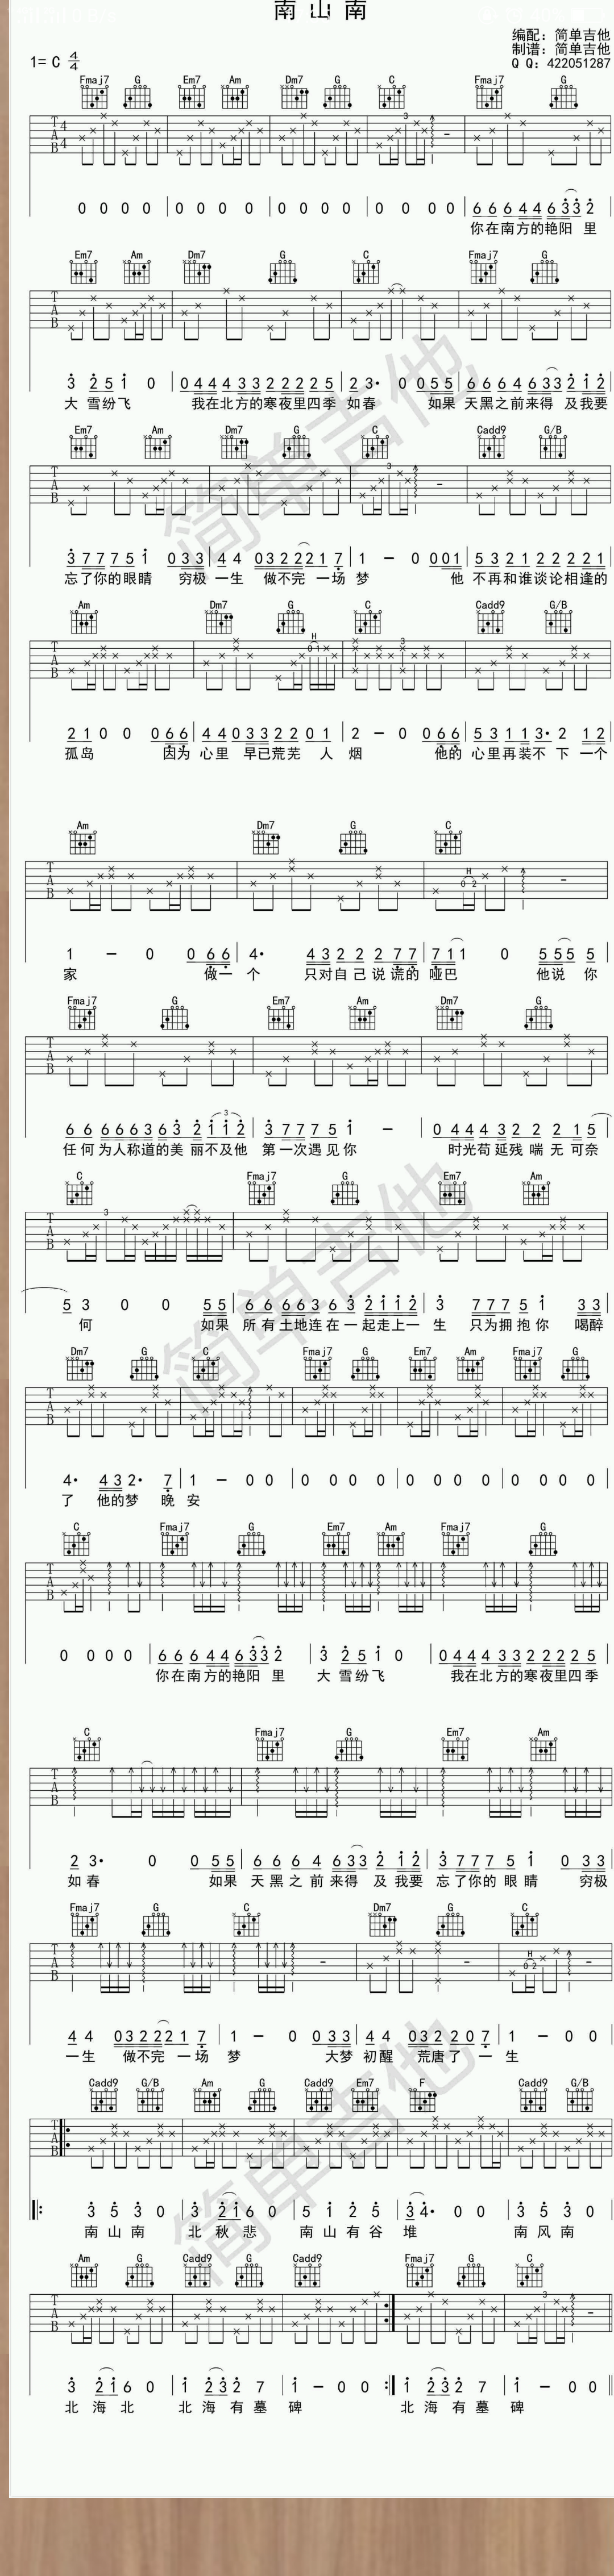 南山南
编配：简单吉他
制谱：简单吉他
1= C 4/4
Q Q：422051287
Fmaj7 G Em7 Am Dm7 G C Fmaj7 G
0 0 0 0 0 0 0 0 0 0 0 0 0 0 0 0 6 6 6 4 4 6 3 3 2
你在南方的艳阳 里
Em7 Am Dm7 G C Fmaj7 G
3 2 5 1 0 0 4 4 4 3 3 2 2 2 2 5 2 3· 0 0 5 5 6 6 6 4 6 3 3 2 1 2
大 雪纷飞 我在北方的寒夜里四季 如春 如果 天黑之前来得 及我要
Em7 Am Dm7 G C Cadd9 G/B
3 7 7 7 5 1 0 3 3 4 4 0 3 2 2 2 1 7 1 － 0 0 0 1 5 3 2 1 2 2 2 2 1
忘了你的眼睛 穷极 一生 做不完 一场 梦 他 不再和谁谈论相逢的
Am Dm7 G C Cadd9 G/B
2 1 0 0 0 6 6 4 4 0 3 3 2 2 0 1 2 － 0 0 6 6 5 3 1 1 3· 2 1 2
孤岛 因为 心里 早已荒芜 人 烟 他的 心里再装不 下 一个
Am Dm7 G C
1 － 0 0 6 6 4· 4 3 2 2 2 7 7 7 1 1 0 5 5 5 5
家 做一 个 只对自己说谎的 哑巴 他说 你
Fmaj7 G Em7 Am Dm7 G
6 6 6 6 6 3 6 3 2 1 1 2 3 7 7 7 5 1 － 0 4 4 4 3 2 2 2 1 5
任何为人称道的美 丽不及他 第一次遇见你 时光苟延残喘无可奈
C Fmaj7 G Em7 Am
5 3 0 0 5 5 6 6 6 6 3 6 3 2 1 1 2 3 7 7 7 5 1 3 3
何 如果 所有土地连在一起走上一 生 只为拥抱你 喝醉
Dm7 G C Fmaj7 G Em7 Am Fmaj7 G
4· 4 3 2· 7 1 － 0 0 0 0 0 0 0 0 0 0 0 0 0 0
了 他的梦 晚 安
C Fmaj7 G Em7 Am Fmaj7 G
0 0 0 0 6 6 6 4 4 6 3 3 2 3 2 5 1 0 0 4 4 4 3 3 2 2 2 2 5
你在南方的艳阳 里 大 雪纷飞 我在北方的寒夜里四季
C Fmaj7 G Em7 Am
2 3· 0 0 5 5 6 6 6 4 6 3 3 2 1 2 3 7 7 7 5 1 0 3 3
如春 如果 天黑之前来得 及 我要 忘了你的眼睛 穷极
Fmaj7 G C Dm7 G C
4 4 0 3 2 2 2 1 7 1 － 0 0 3 3 4 4 0 3 2 2 0 7 1 － 0 0
一生 做不完 一场 梦 大梦 初醒 荒唐了 一 生
Cadd9 G/B Am G Cadd9 Em7 F Cadd9 G/B
3 5 3 0 3 2 1 6 0 5 1 2 5 3 4· 0 0 3 5 3 0
南 山 南 北 秋 悲 南 山 有 谷 堆 南 风 南
Am G Cadd9 G Cadd9 Fmaj7 G C
3 2 1 6 0 1 2 3 2 7 1 － 0 0 1 2 3 2 7 1 － 0 0
北 海 北 北 海 有 墓 碑 北 海 有 墓 碑
简单吉他
简单吉他
简单吉他